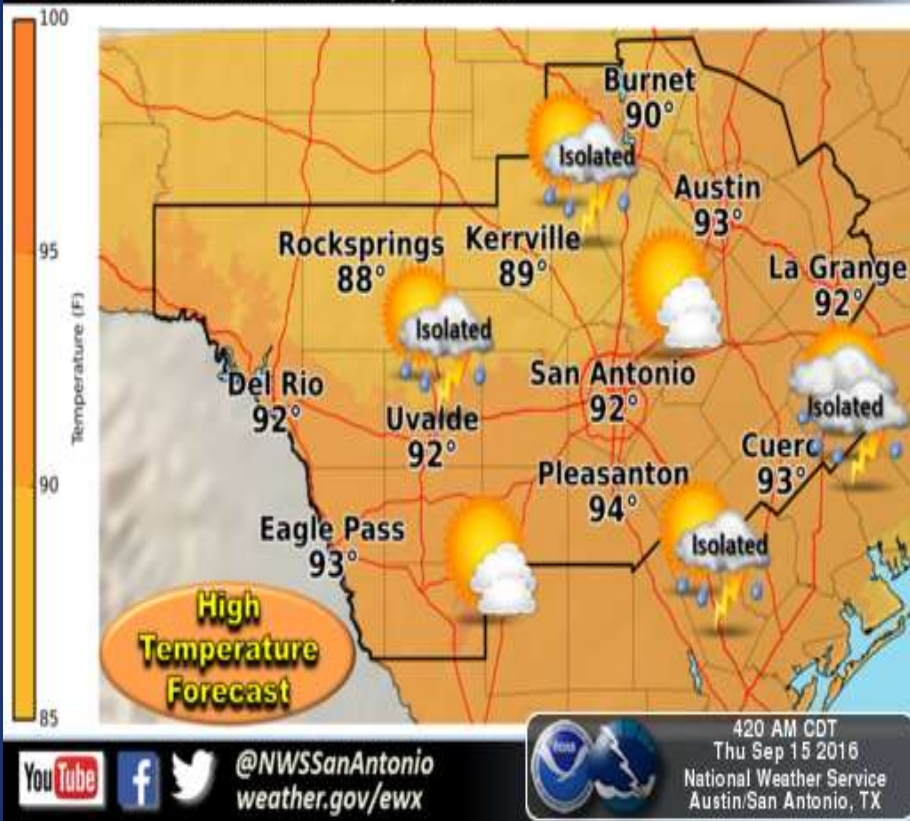 100
95
90
85
Temperature (F)
Burnet
90°
Isolated
Austin
93°
Rocksprings
88°
Kerrville
89°
La Grange
92°
Isolated
Del Rio
92°
San Antonio
92°
Isolated
Uvalde
92°
Cuero
93°
Pleasanton
94°
Eagle Pass
93°
Isolated
High
Temperature
Forecast
YouTube
f
@NWSSanAntonio
weather.gov/ewx
NOAA
420 AM CDT
Thu Sep 15 2016
National Weather Service
Austin/San Antonio, TX